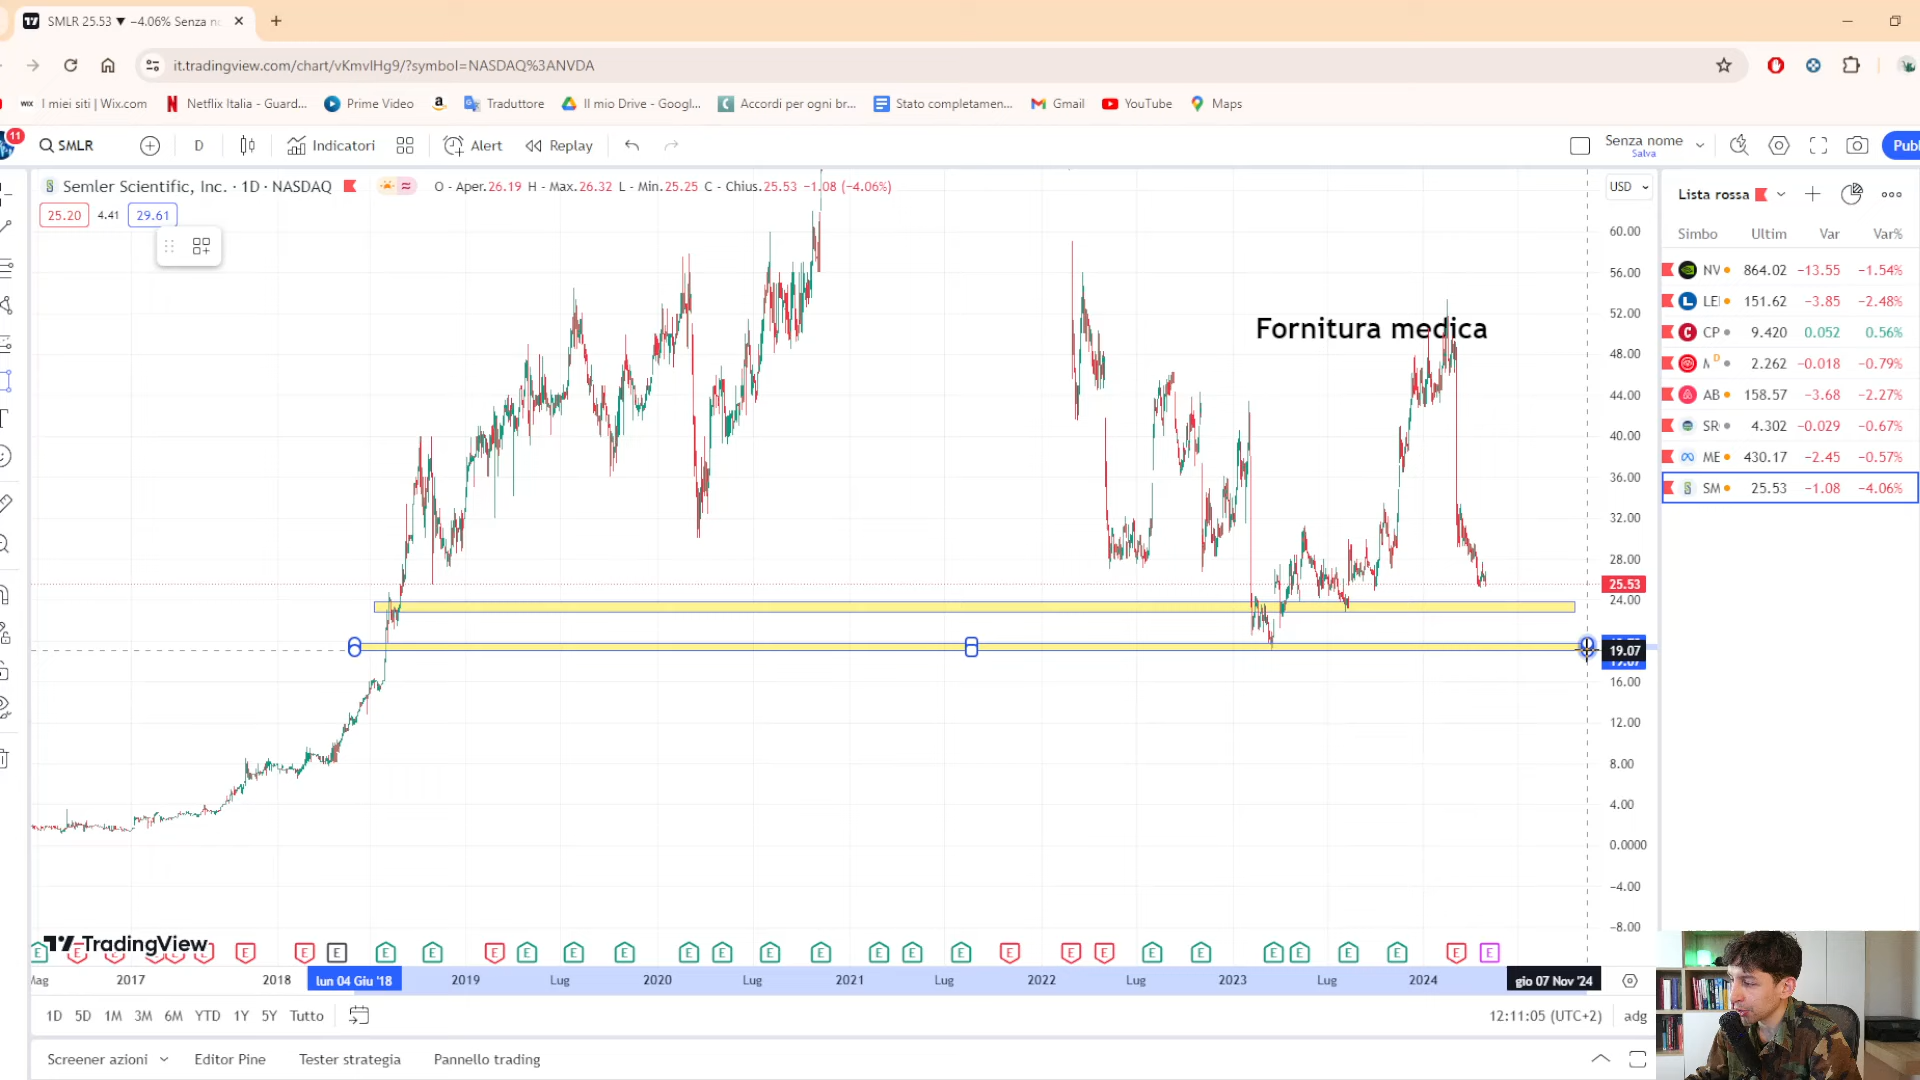 SMLR 25.53 ▼ −4.06% Senza no
it.tradingview.com/chart/vKmvlHg9/?symbol=NASDAQ%3ANVDA
WIX I miei siti | Wix.com
Netflix Italia - Guard...
Prime Video
Traduttore
Il mio Drive - Googl...
Accordi per ogni br...
Stato completamen...
Gmail
YouTube
Maps
11
SMLR
D
Indicatori
Alert
Replay
Senza nome
Salva
Publ
Semler Scientific, Inc. · 1D · NASDAQ
O - Aper.26.19 H - Max.26.32 L - Min.25.25 C - Chius.25.53 −1.08 (−4.06%)
25.20 4.41 29.61
USD
Lista rossa
Simbo Ultim Var Var%
NV 864.02 −13.55 −1.54%
LE 151.62 −3.85 −2.48%
CP 9.420 0.052 0.56%
D 2.262 −0.018 −0.79%
AB 158.57 −3.68 −2.27%
SR 4.302 −0.029 −0.67%
ME 430.17 −2.45 −0.57%
SM 25.53 −1.08 −4.06%
Fornitura medica
60.00
56.00
52.00
48.00
44.00
40.00
36.00
32.00
28.00
25.53
24.00
19.07
16.00
12.00
8.00
4.00
0.0000
−4.00
−8.00
TradingView
E E E E E E E E E E E E E E E E E E E E E E E E E E E
Mag 2017 2018 lun 04 Giu '18 2019 Lug 2020 Lug 2021 Lug 2022 Lug 2023 Lug 2024 gio 07 Nov '24
1D 5D 1M 3M 6M YTD 1Y 5Y Tutto
12:11:05 (UTC+2) adg
Screener azioni
Editor Pine
Tester strategia
Pannello trading